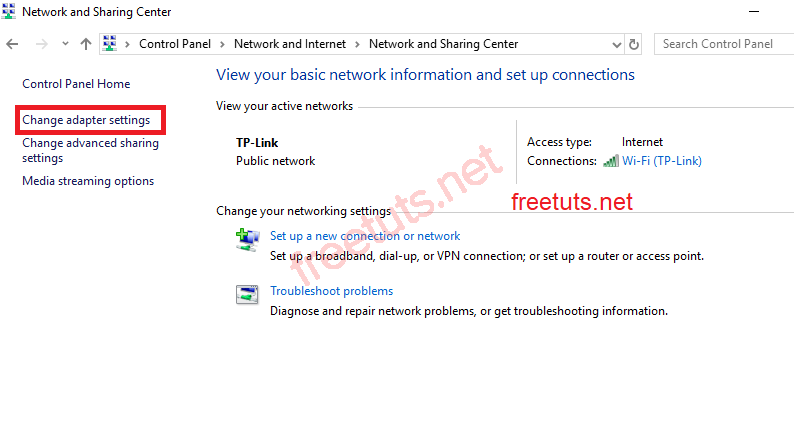 Network and Sharing Center
Control Panel
Network and Internet
Network and Sharing Center
Search Control Panel
Control Panel Home
Change adapter settings
Change advanced sharing
settings
Media streaming options
View your basic network information and set up connections
View your active networks
TP-Link
Public network
Access type: Internet
Connections: Wi-Fi (TP-Link)
freetuts.net
freetuts.net
Change your networking settings
Set up a new connection or network
Set up a broadband, dial-up, or VPN connection; or set up a router or access point.
Troubleshoot problems
Diagnose and repair network problems, or get troubleshooting information.